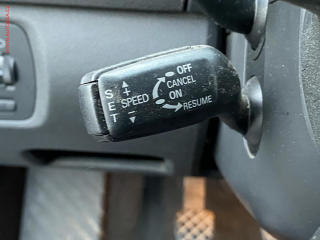 OFF
CANCEL
ON
RESUME
SET
+
SPEED
-